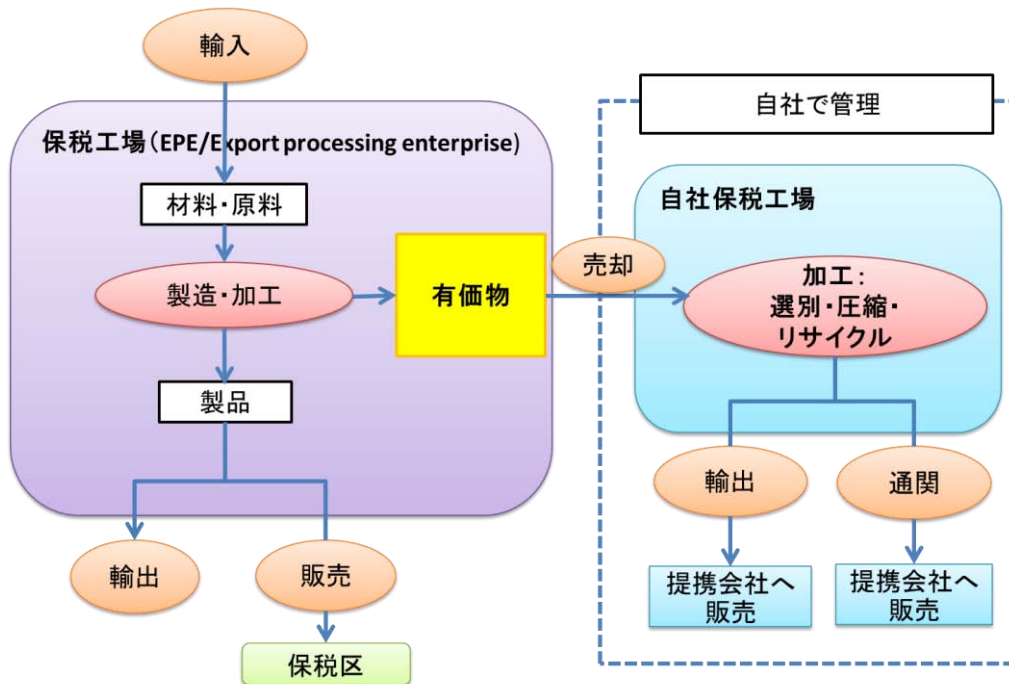 輸入
保税工場(EPE/Export processing enterprise)
材料・原料
製造・加工
有価物
製品
輸出
販売
保税区
売却
自社で管理
自社保税工場
加工:
選別・圧縮・
リサイクル
輸出
通関
提携会社へ
販売
提携会社へ
販売